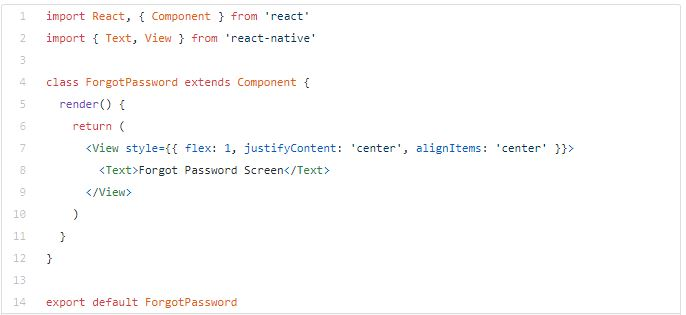 1 import React, { Component } from 'react'
2 import { Text, View } from 'react-native'
3
4 class ForgotPassword extends Component {
5   render() {
6     return (
7       <View style={{ flex: 1, justifyContent: 'center', alignItems: 'center' }}>
8         <Text>Forgot Password Screen</Text>
9       </View>
10     )
11   }
12 }
13
14 export default ForgotPassword